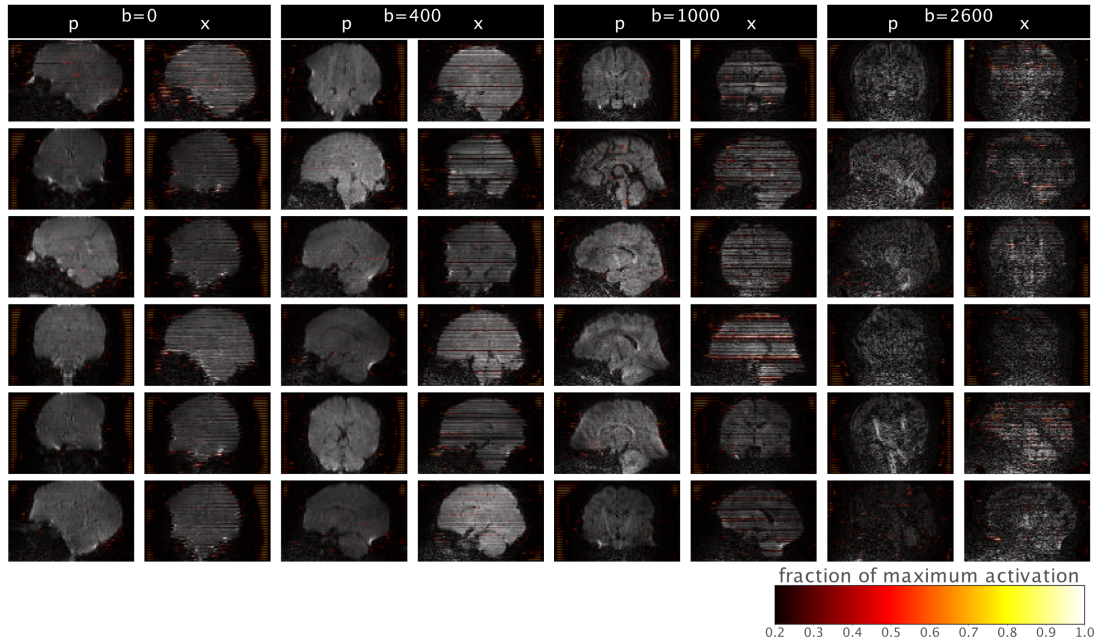 b=0
p x
b=400
p x
b=1000
p x
b=2600
p x
fraction of maximum activation
0.2 0.3 0.4 0.5 0.6 0.7 0.8 0.9 1.0